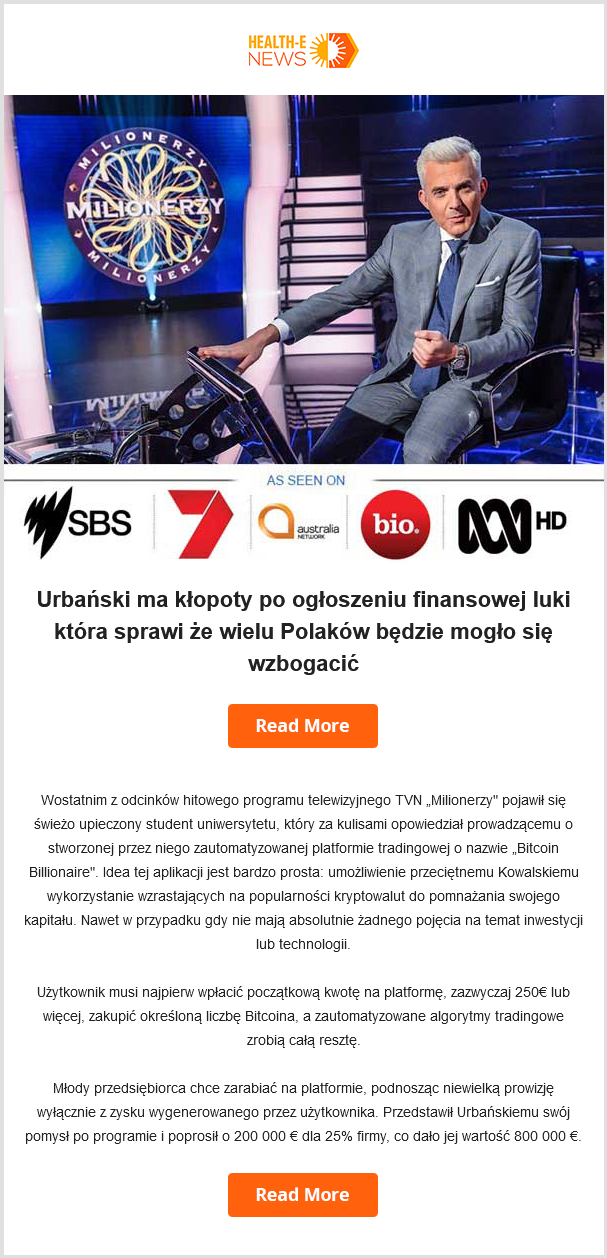 HEALTH-E
NEWS
MILIONERZY
MILIONERZY
MILIONERZY
AS SEEN ON
SBS
7
australia
NETWORK
bio.
HD
Urbański ma kłopoty po ogłoszeniu finansowej luki
która sprawi że wielu Polaków będzie mogło się
wzbogacić
Read More
Wostatnim z odcinków hitowego programu telewizyjnego TVN „Milionerzy" pojawił się
świeżo upieczony student uniwersytetu, który za kulisami opowiedział prowadzącemu o
stworzonej przez niego zautomatyzowanej platformie tradingowej o nazwie „Bitcoin
Billionaire". Idea tej aplikacji jest bardzo prosta: umożliwienie przeciętnemu Kowalskiemu
wykorzystanie wzrastających na popularności kryptowalut do pomnażania swojego
kapitału. Nawet w przypadku gdy nie mają absolutnie żadnego pojęcia na temat inwestycji
lub technologii.
Użytkownik musi najpierw wpłacić początkową kwotę na platformę, zazwyczaj 250€ lub
więcej, zakupić określoną liczbę Bitcoina, a zautomatyzowane algorytmy tradingowe
zrobią całą resztę.
Młody przedsiębiorca chce zarabiać na platformie, podnosząc niewielką prowizję
wyłącznie z zysku wygenerowanego przez użytkownika. Przedstawił Urbańskiemu swój
pomysł po programie i poprosił o 200 000 € dla 25% firmy, co dało jej wartość 800 000 €.
Read More